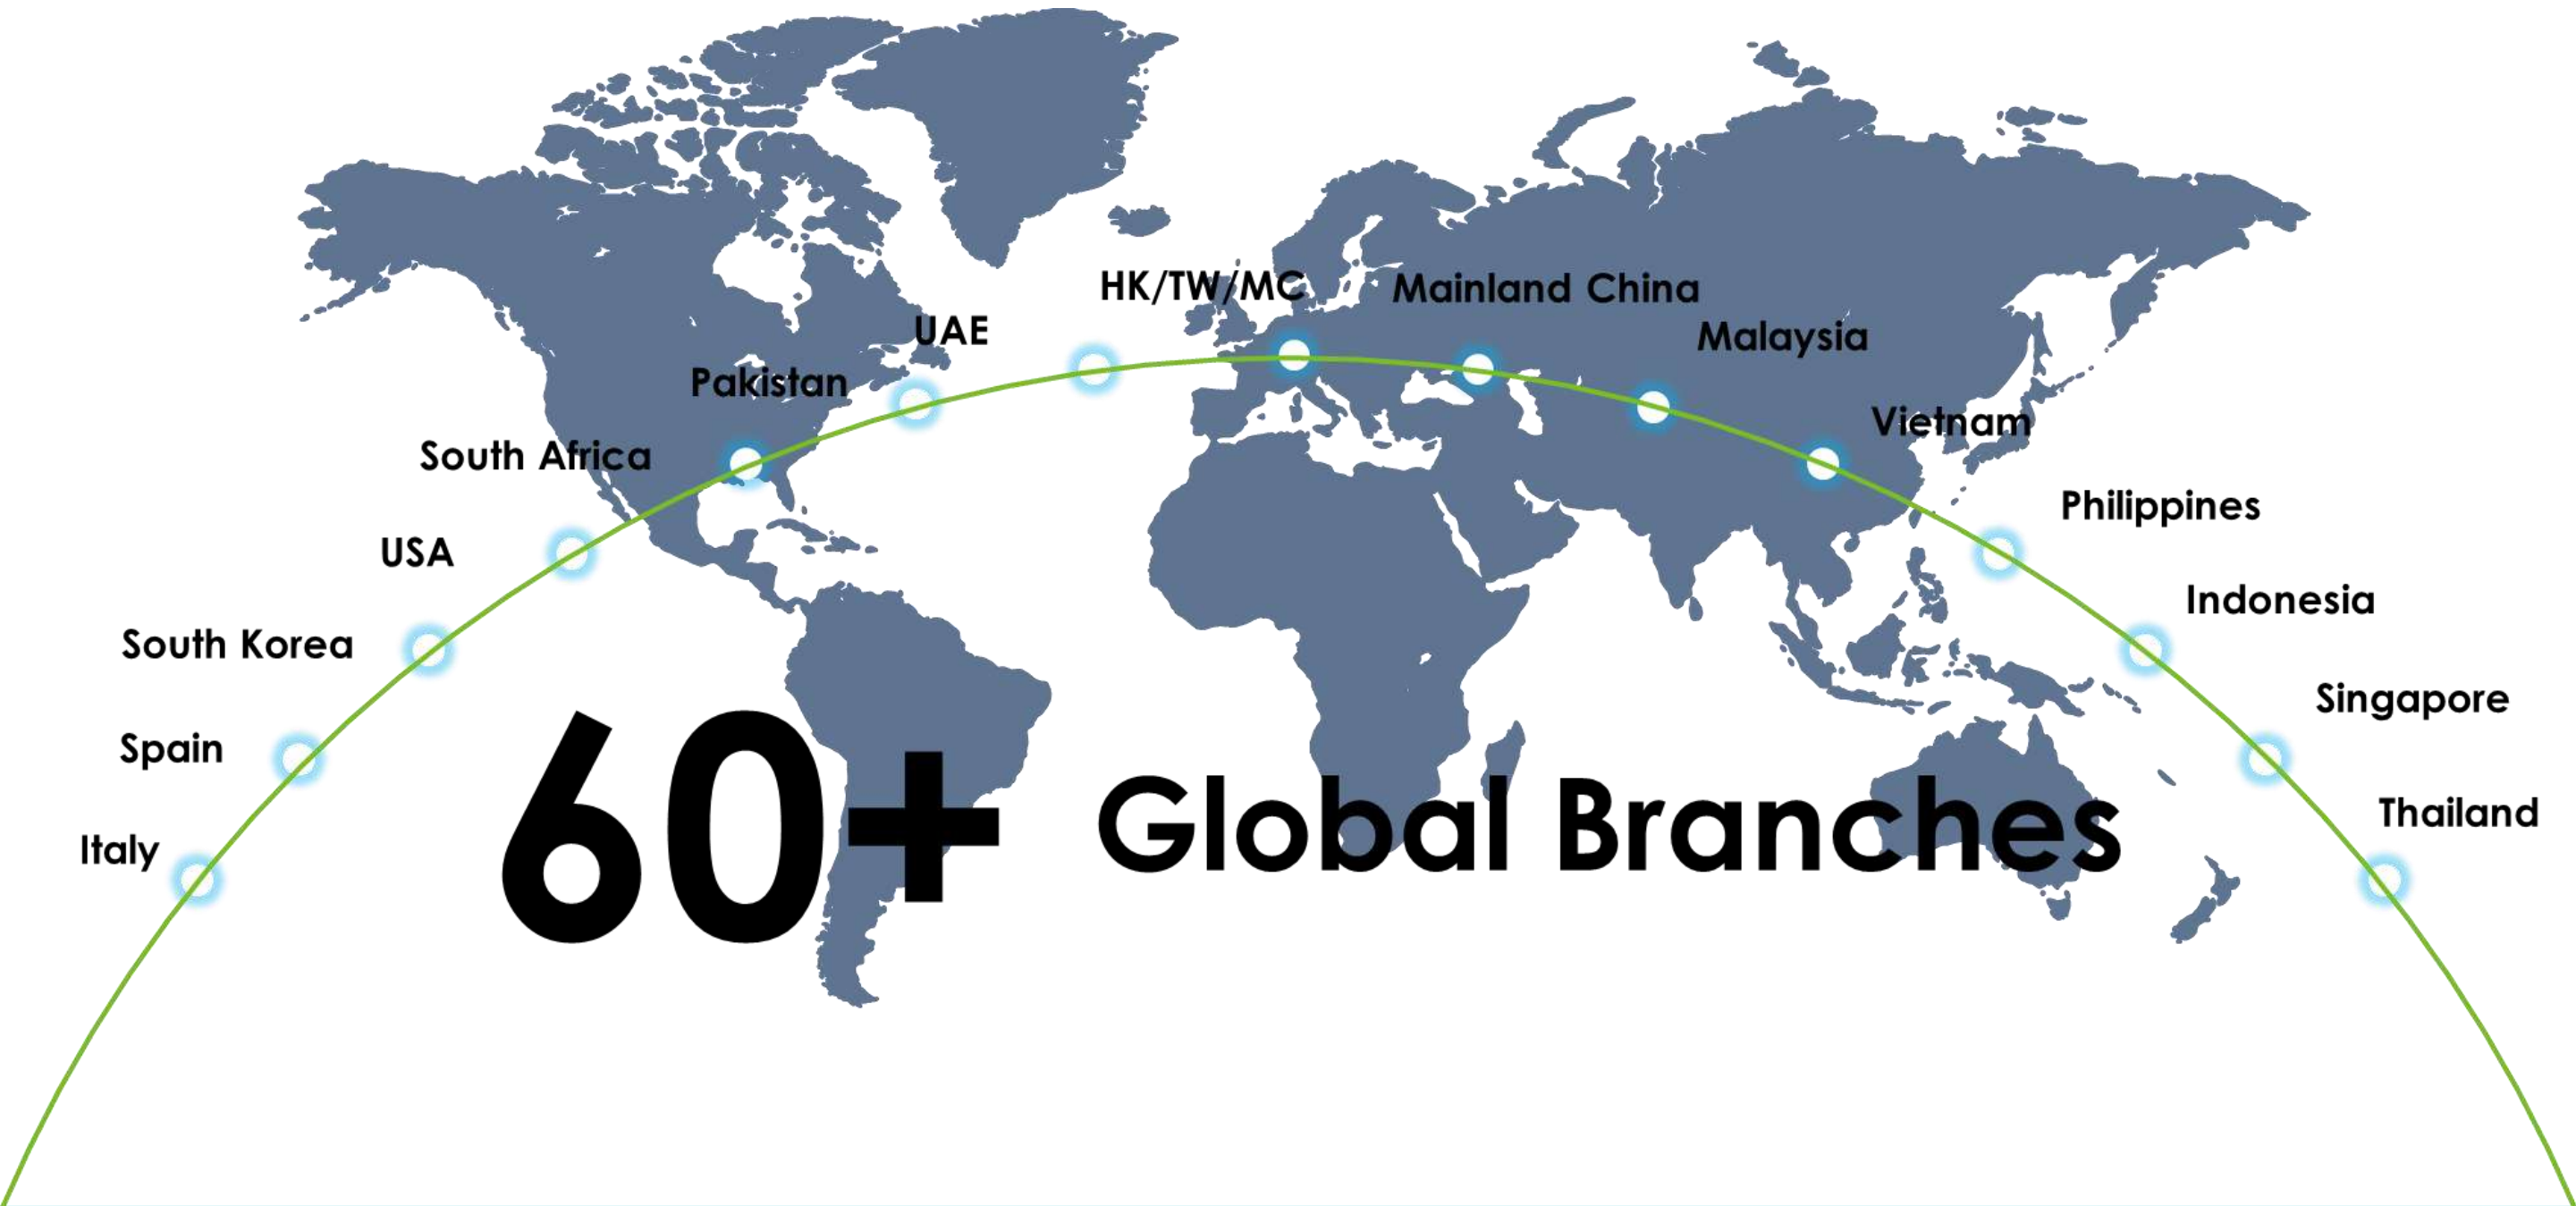 HK/TW/MC
Mainland China
UAE
Malaysia
Pakistan
Vietnam
South Africa
Philippines
USA
Indonesia
South Korea
Singapore
Spain
Thailand
Italy
60+ Global Branches